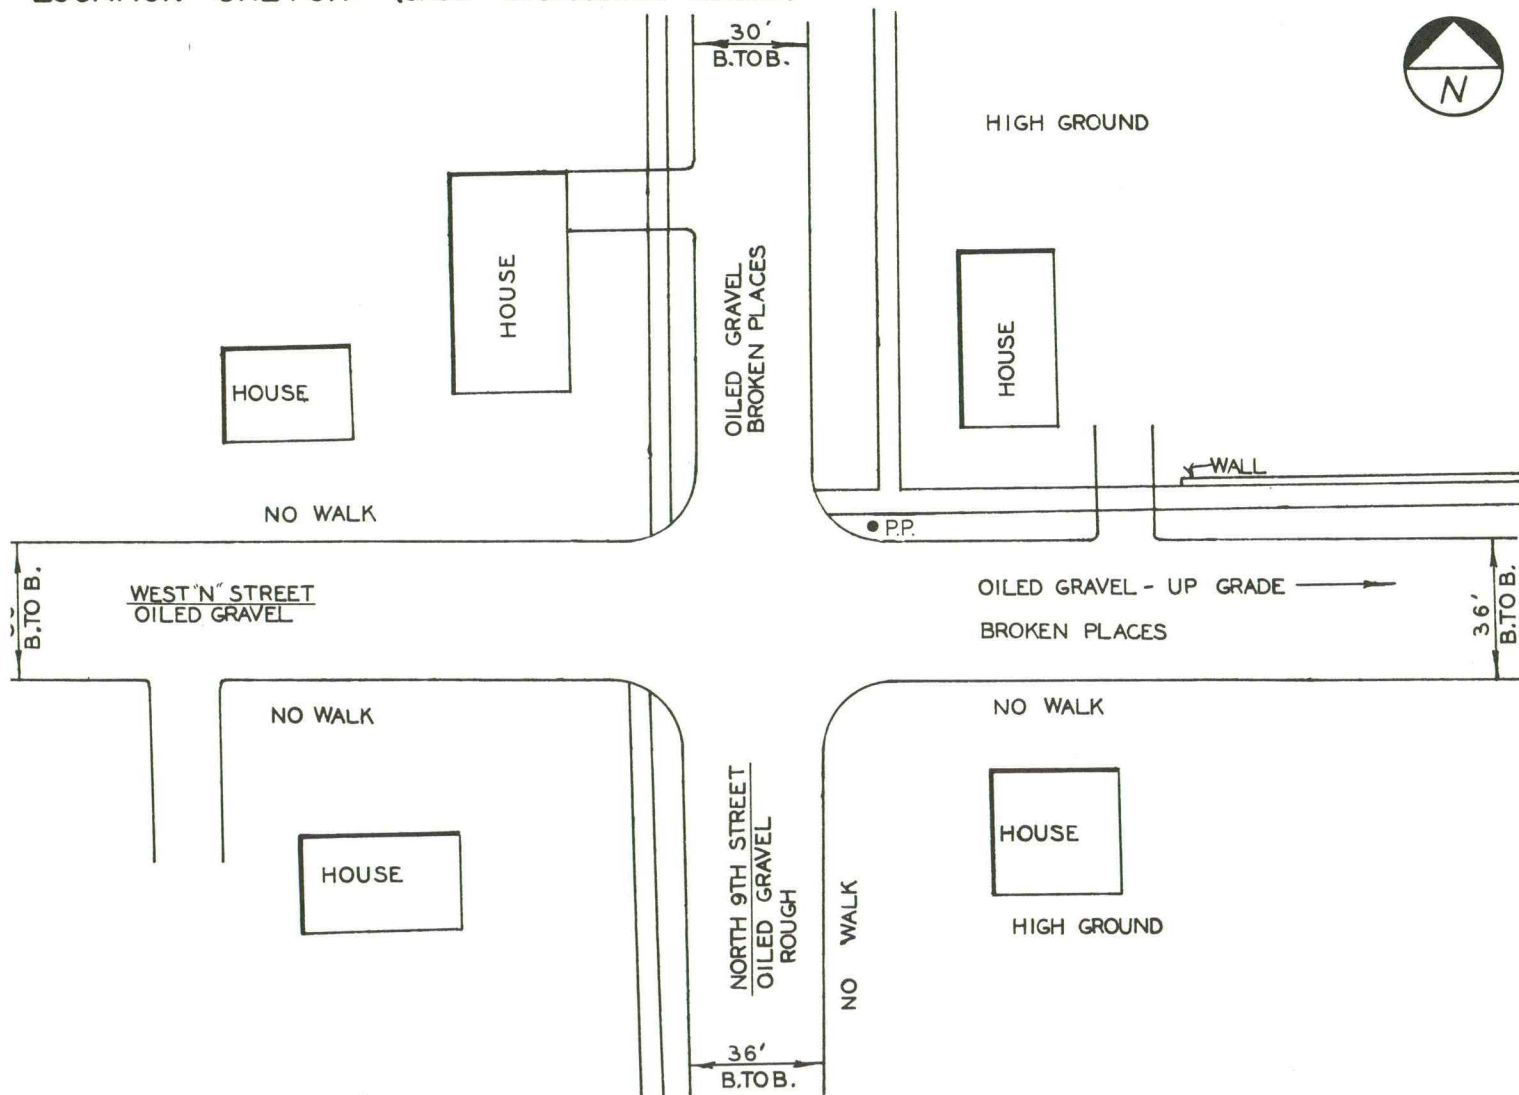 30'
B.TO B.
N
HIGH GROUND
HOUSE
OILED GRAVEL
BROKEN PLACES
HOUSE
HOUSE
WALL
NO WALK
P.P.
B.TO B.
WEST "N" STREET
OILED GRAVEL
OILED GRAVEL - UP GRADE
BROKEN PLACES
36'
B.TO B.
NO WALK
NO WALK
HOUSE
NORTH 9TH STREET
OILED GRAVEL
ROUGH
NO WALK
HOUSE
HIGH GROUND
36'
B.TO B.